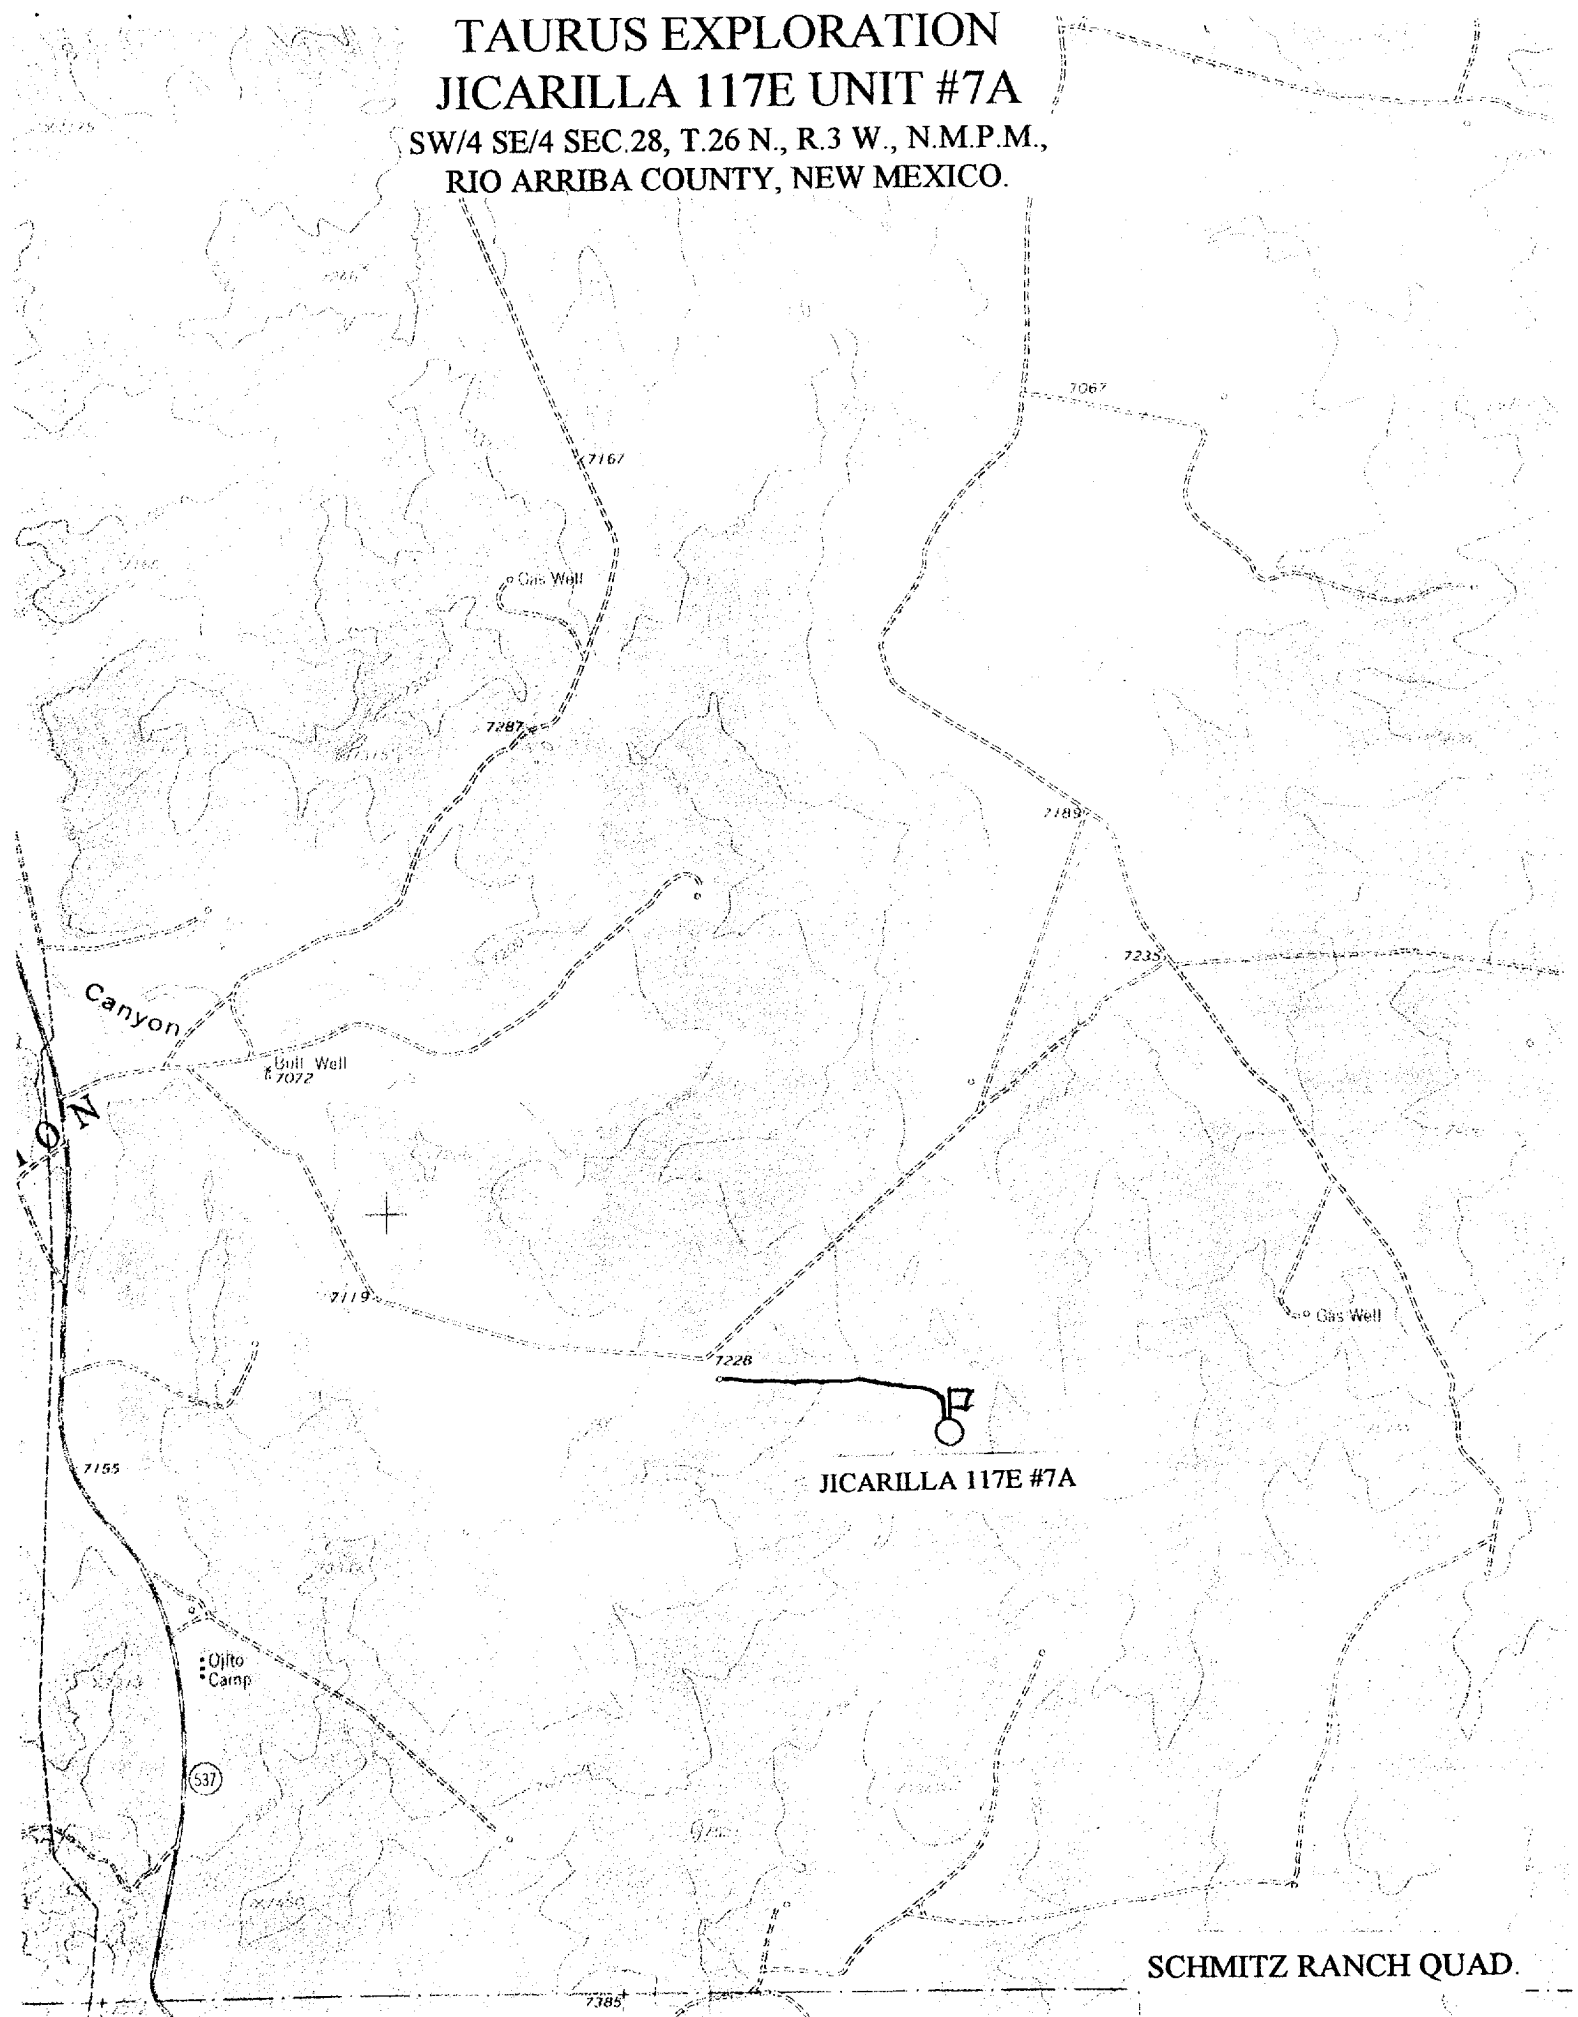 TAURUS EXPLORATION
JICARILLA 117E UNIT #7A
SW/4 SE/4 SEC.28, T.26 N., R.3 W., N.M.P.M.,
RIO ARRIBA COUNTY, NEW MEXICO.
7067
7167
Gas Well
7287
7189
7235
Canyon
Bull Well
7072
O N
7119
Gas Well
7228
JICARILLA 117E #7A
7155
Ojito
Camp
537
SCHMITZ RANCH QUAD.
7385